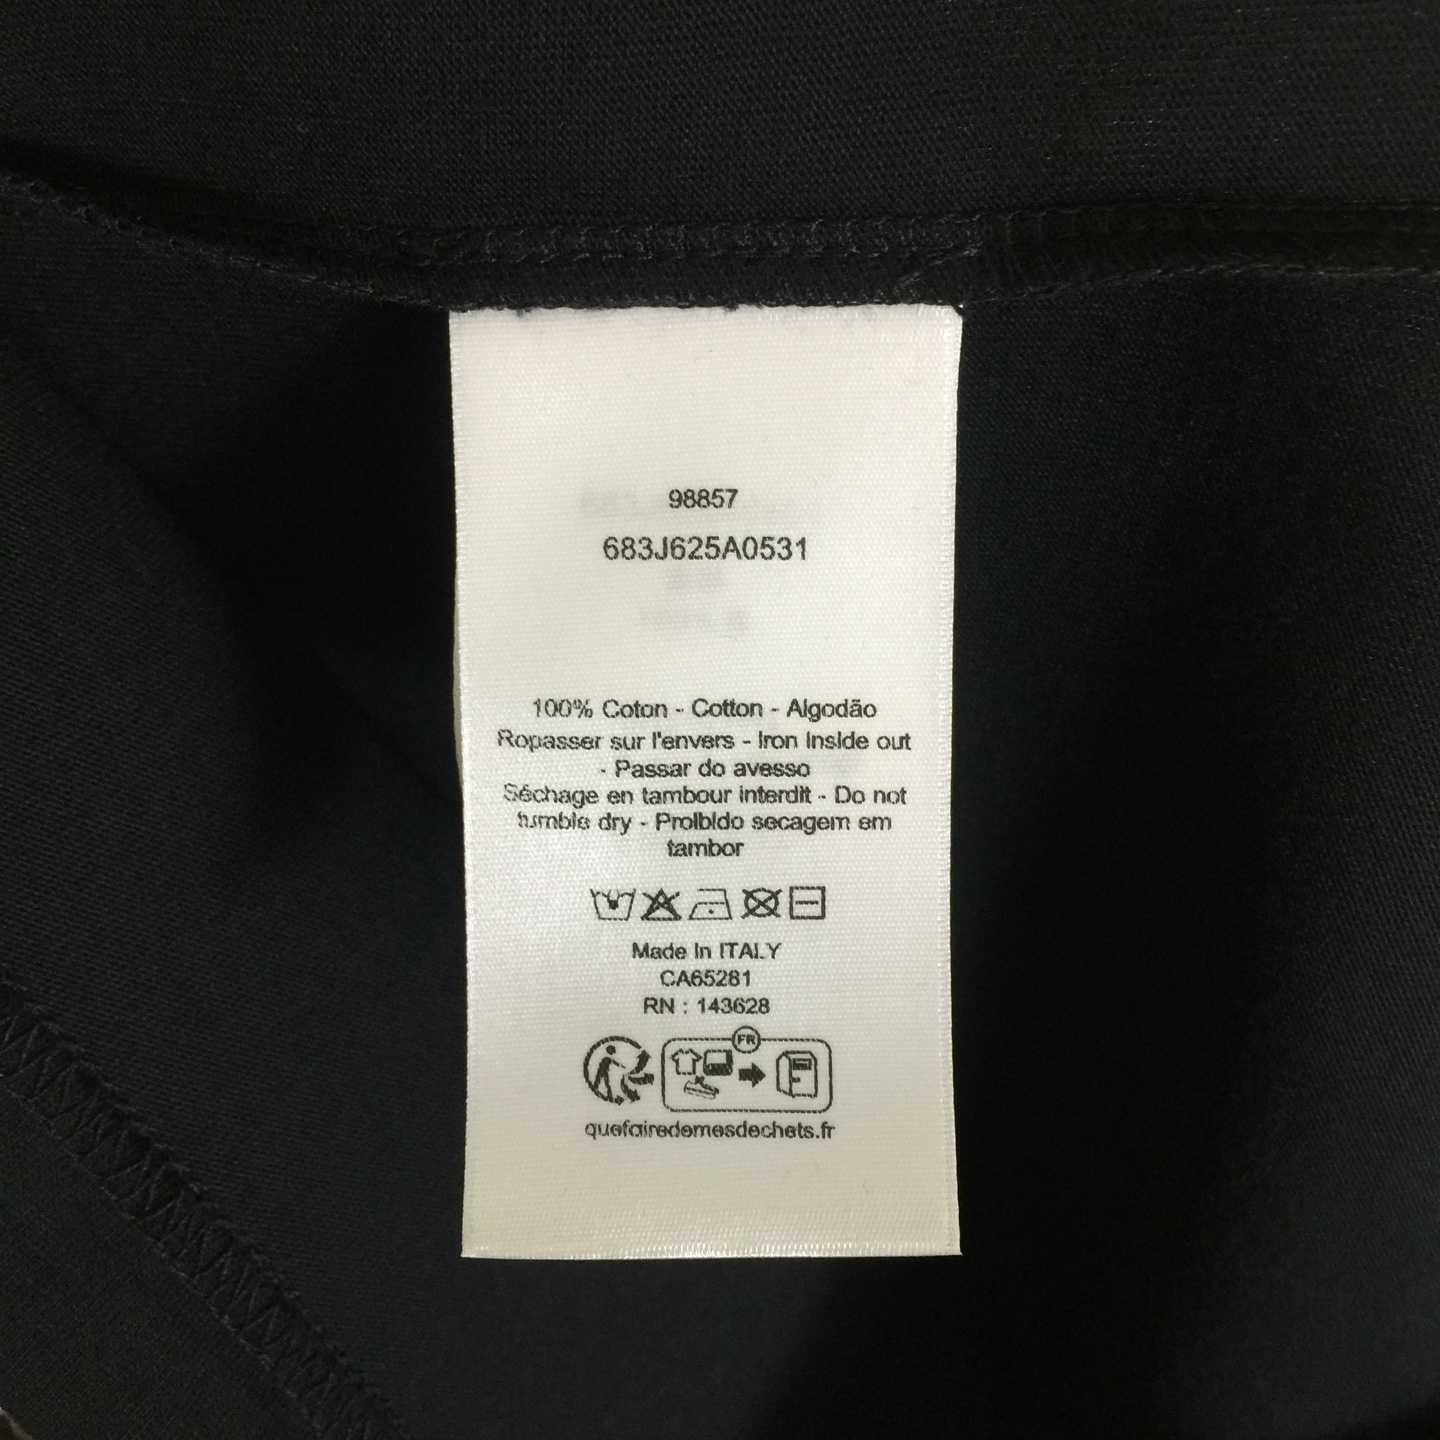 98857
683J625A0531
100% Coton - Cotton - Algodão
Ropasser sur l'envers - Iron Inside out
- Passar do avesso
Séchage en tambour interdit - Do not
tumble dry - Proibido secagem em
tambor
Made In ITALY
CA65281
RN : 143628
FR
quefairedemesdechets.fr